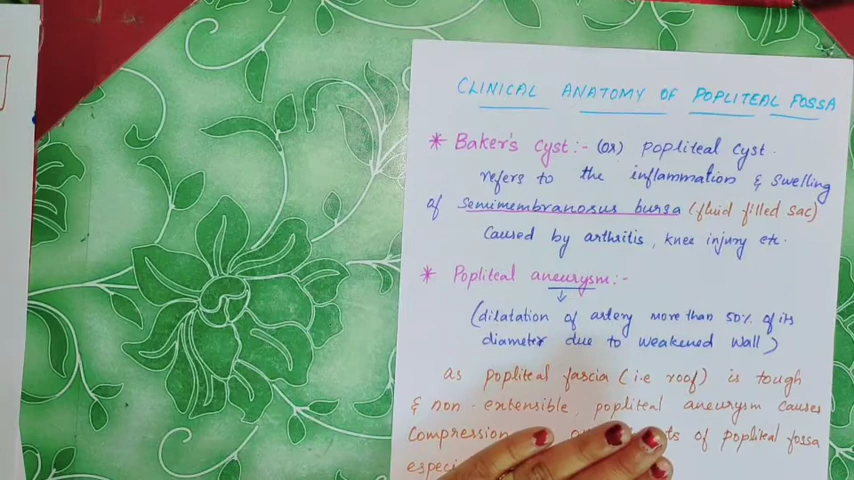 CLINICAL ANATOMY OF POPLITEAL FOSSA
* Baker's Cyst :- (or) popliteal cyst.
refers to the inflammation & swelling
of semimembranosus bursa (fluid filled sac)
Caused by arthritis, knee injury etc.
* Popliteal aneurysm :-
(dilatation of artery more than 50% of its
diameter due to weakened wall)
as popliteal fascia (i.e roof) is tough
& non-extensible, popliteal aneurysm causes
Compression of popliteal fossa